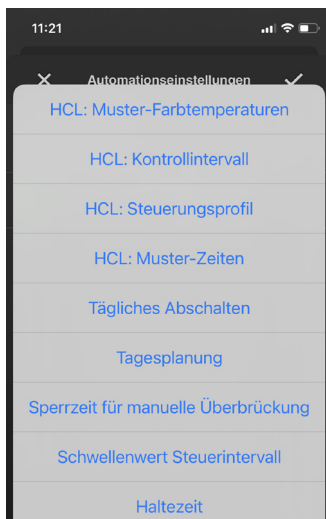 11:21
Automationseinstellungen
HCL: Muster-Farbtemperaturen
HCL: Kontrollintervall
HCL: Steuerungsprofil
HCL: Muster-Zeiten
Tägliches Abschalten
Tagesplanung
Sperrzeit für manuelle Überbrückung
Schwellenwert Steuerintervall
Haltezeit